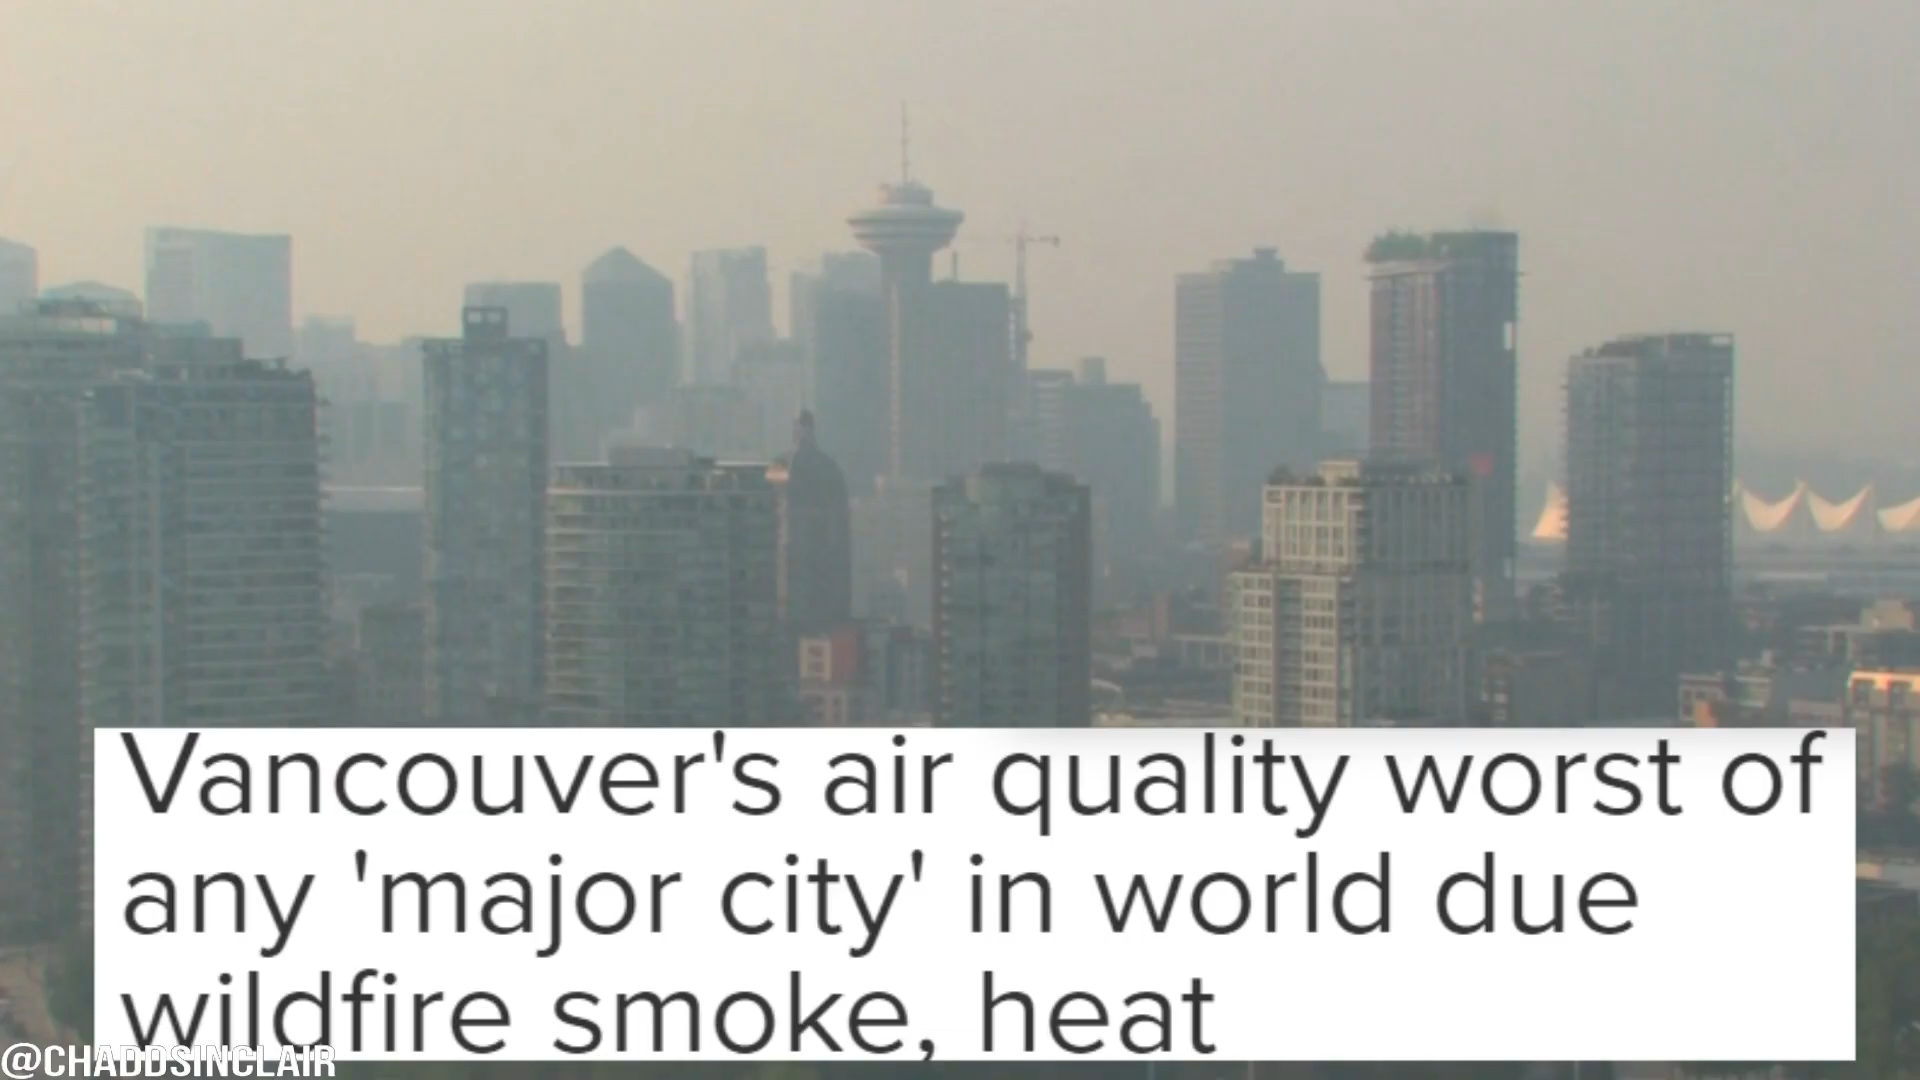 Vancouver's air quality worst of
any 'major city' in world due
wildfire smoke, heat
@CHADDSINCLAIR